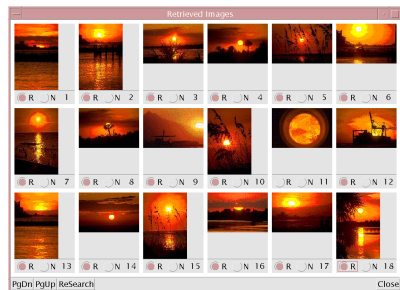 Retrieved Images
R N 1 R N 2 R N 3 R N 4 R N 5 R N 6
R N 7 R N 8 R N 9 R N 10 R N 11 R N 12
R N 13 R N 14 R N 15 R N 16 R N 17 R N 18
PgDn PgUp ReSearch Close